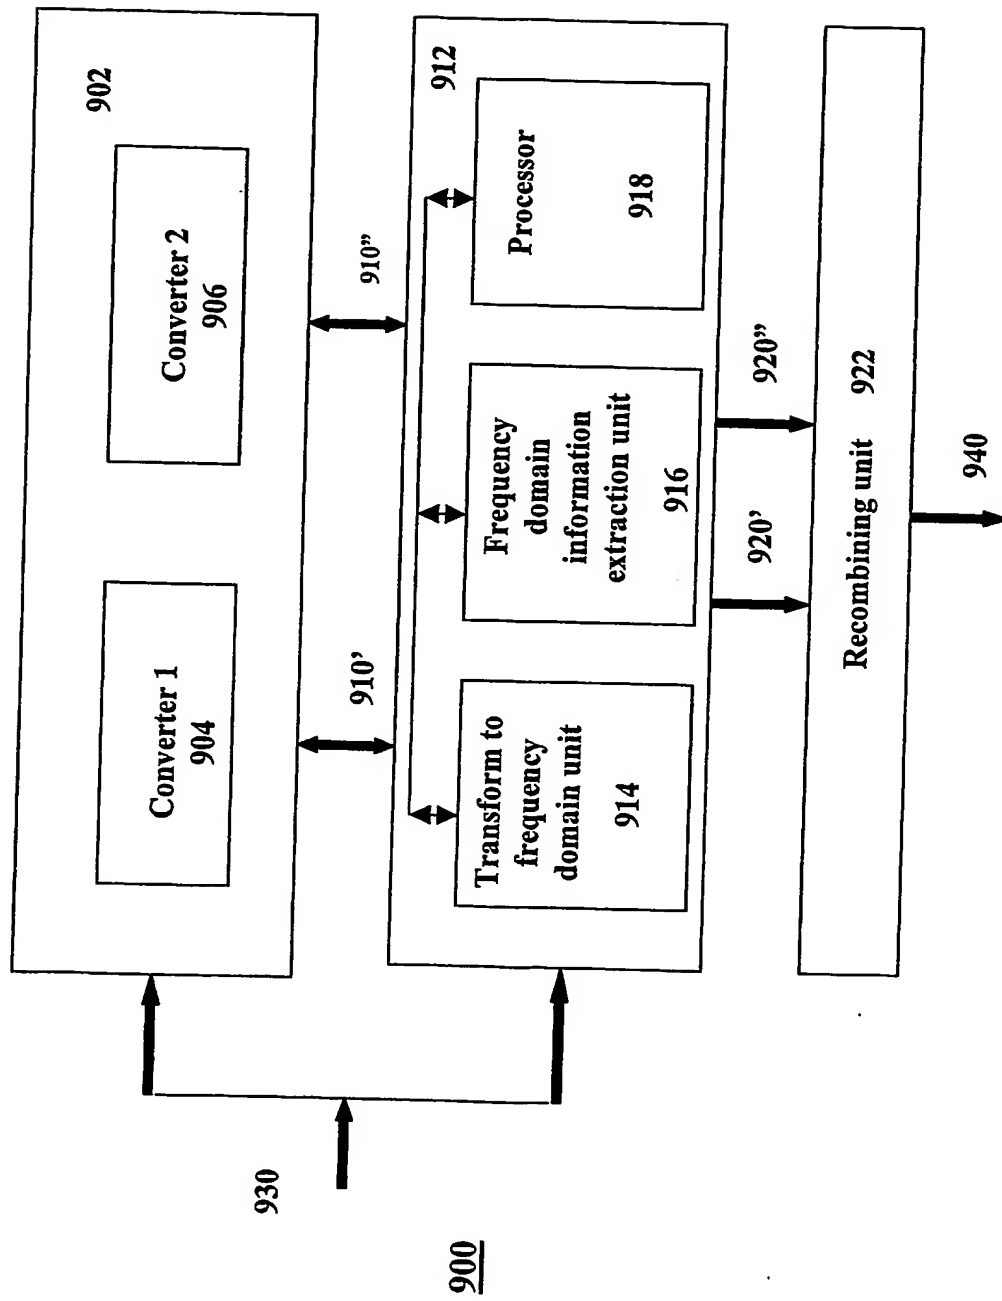 900
930
902
Converter 1
904
Converter 2
906
910’
910”
912
Transform to
frequency
domain unit
914
Frequency
domain
information
extraction unit
916
Processor
918
920’
920”
Recombining unit 922
940